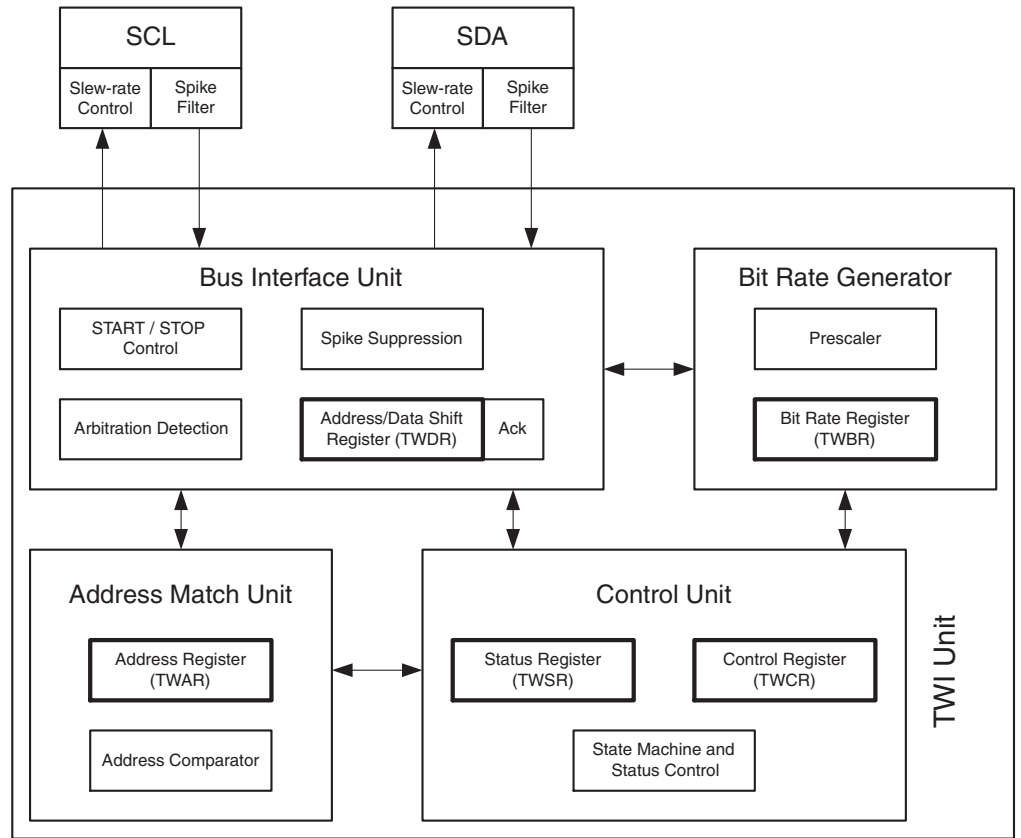 SCL
Slew-rate
Control
Spike
Filter
SDA
Slew-rate
Control
Spike
Filter
Bus Interface Unit
START / STOP
Control
Spike Suppression
Arbitration Detection
Address/Data Shift
Register (TWDR)
Ack
Bit Rate Generator
Prescaler
Bit Rate Register
(TWBR)
Address Match Unit
Address Register
(TWAR)
Address Comparator
Control Unit
Status Register
(TWSR)
Control Register
(TWCR)
State Machine and
Status Control
TWI Unit